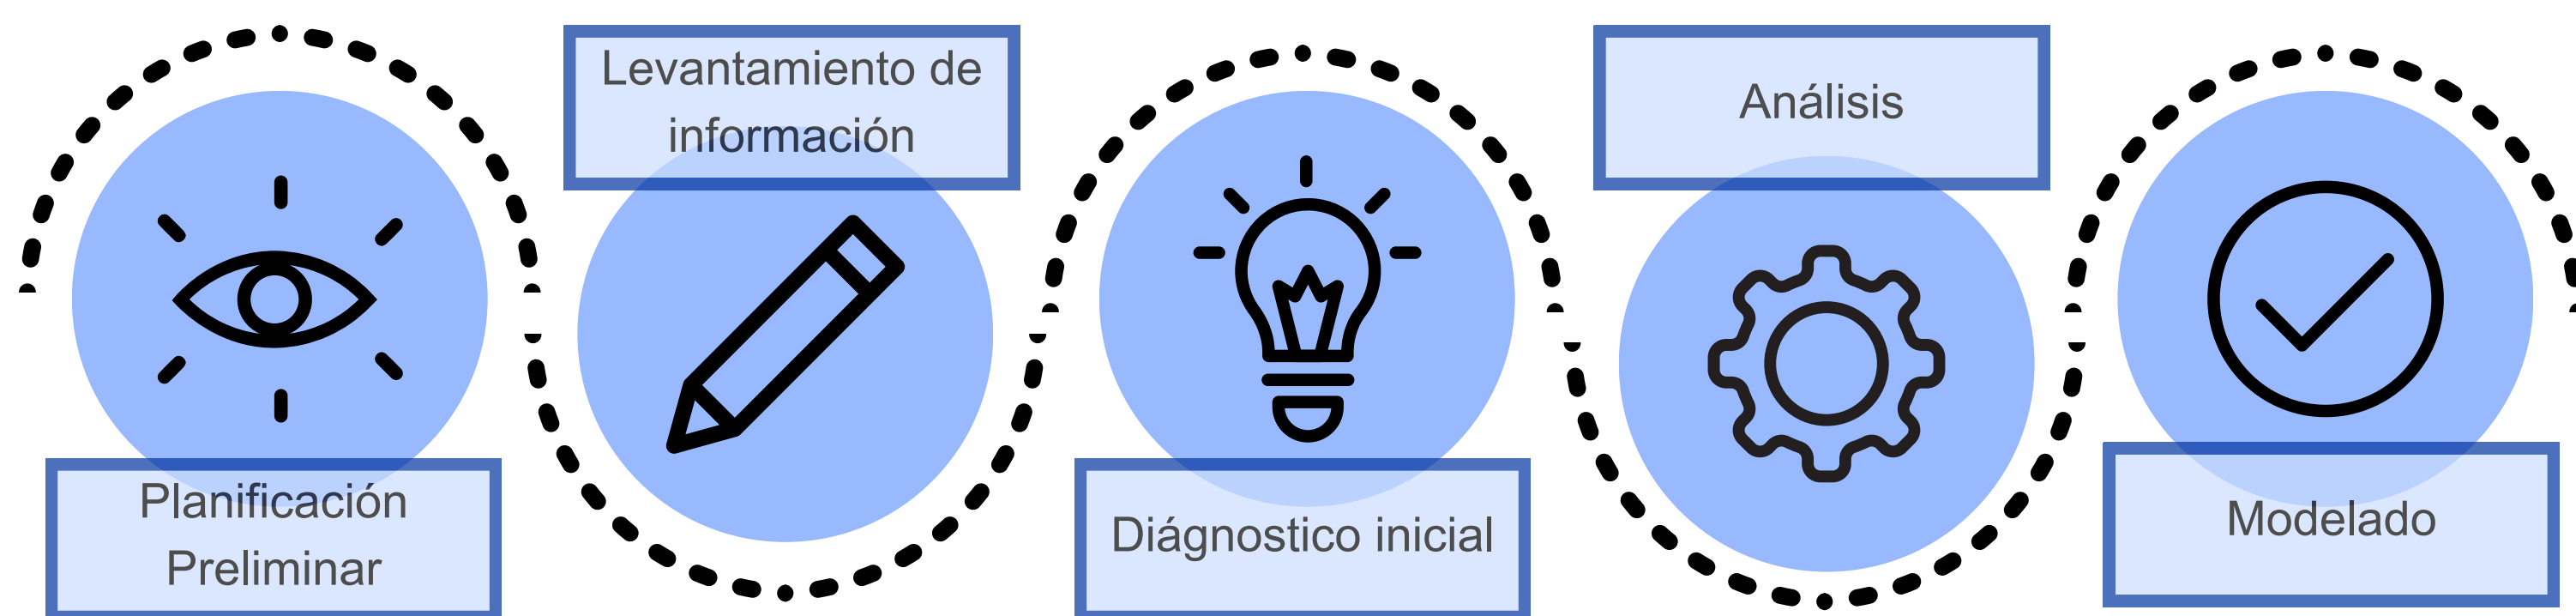 Planificación
Preliminar
Levantamiento de
información
Diágnostico inicial
Análisis
Modelado